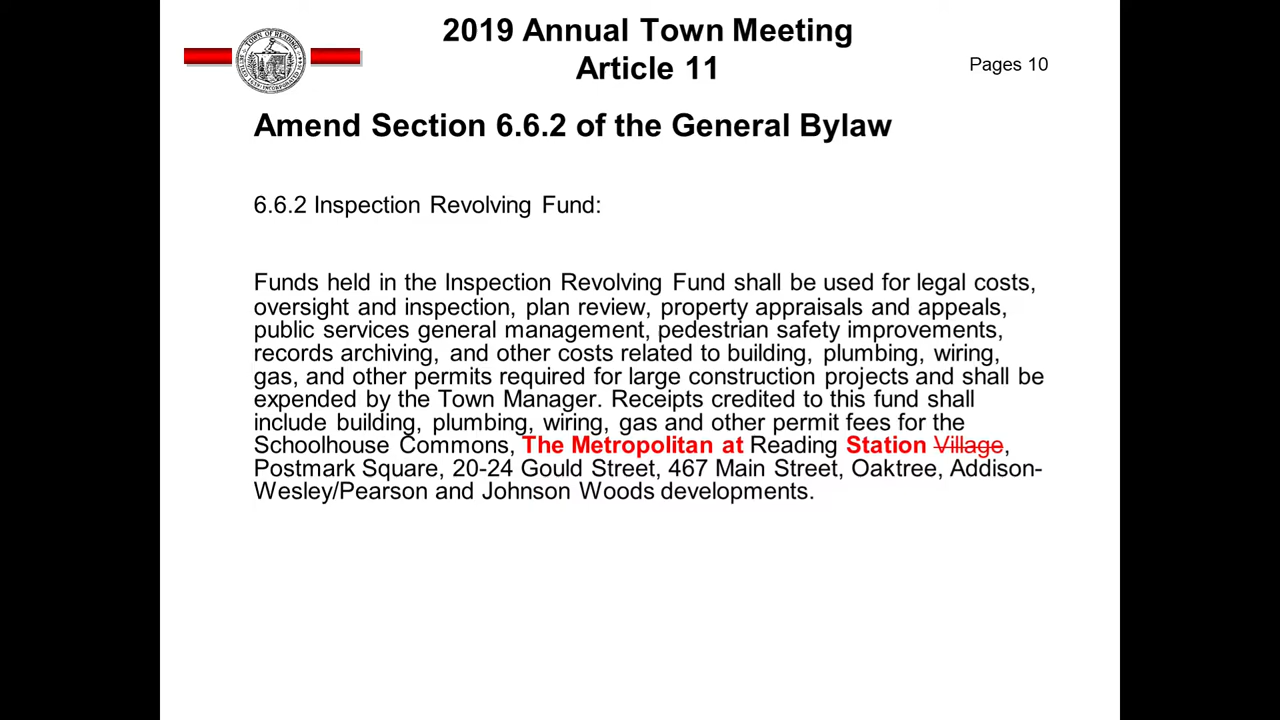 2019 Annual Town Meeting
Article 11
Pages 10
TOWN OF READING
Amend Section 6.6.2 of the General Bylaw
6.6.2 Inspection Revolving Fund:
Funds held in the Inspection Revolving Fund shall be used for legal costs,
oversight and inspection, plan review, property appraisals and appeals,
public services general management, pedestrian safety improvements,
records archiving, and other costs related to building, plumbing, wiring,
gas, and other permits required for large construction projects and shall be
expended by the Town Manager. Receipts credited to this fund shall
include building, plumbing, wiring, gas and other permit fees for the
Schoolhouse Commons, The Metropolitan at Reading Station Village,
Postmark Square, 20-24 Gould Street, 467 Main Street, Oaktree, Addison-
Wesley/Pearson and Johnson Woods developments.